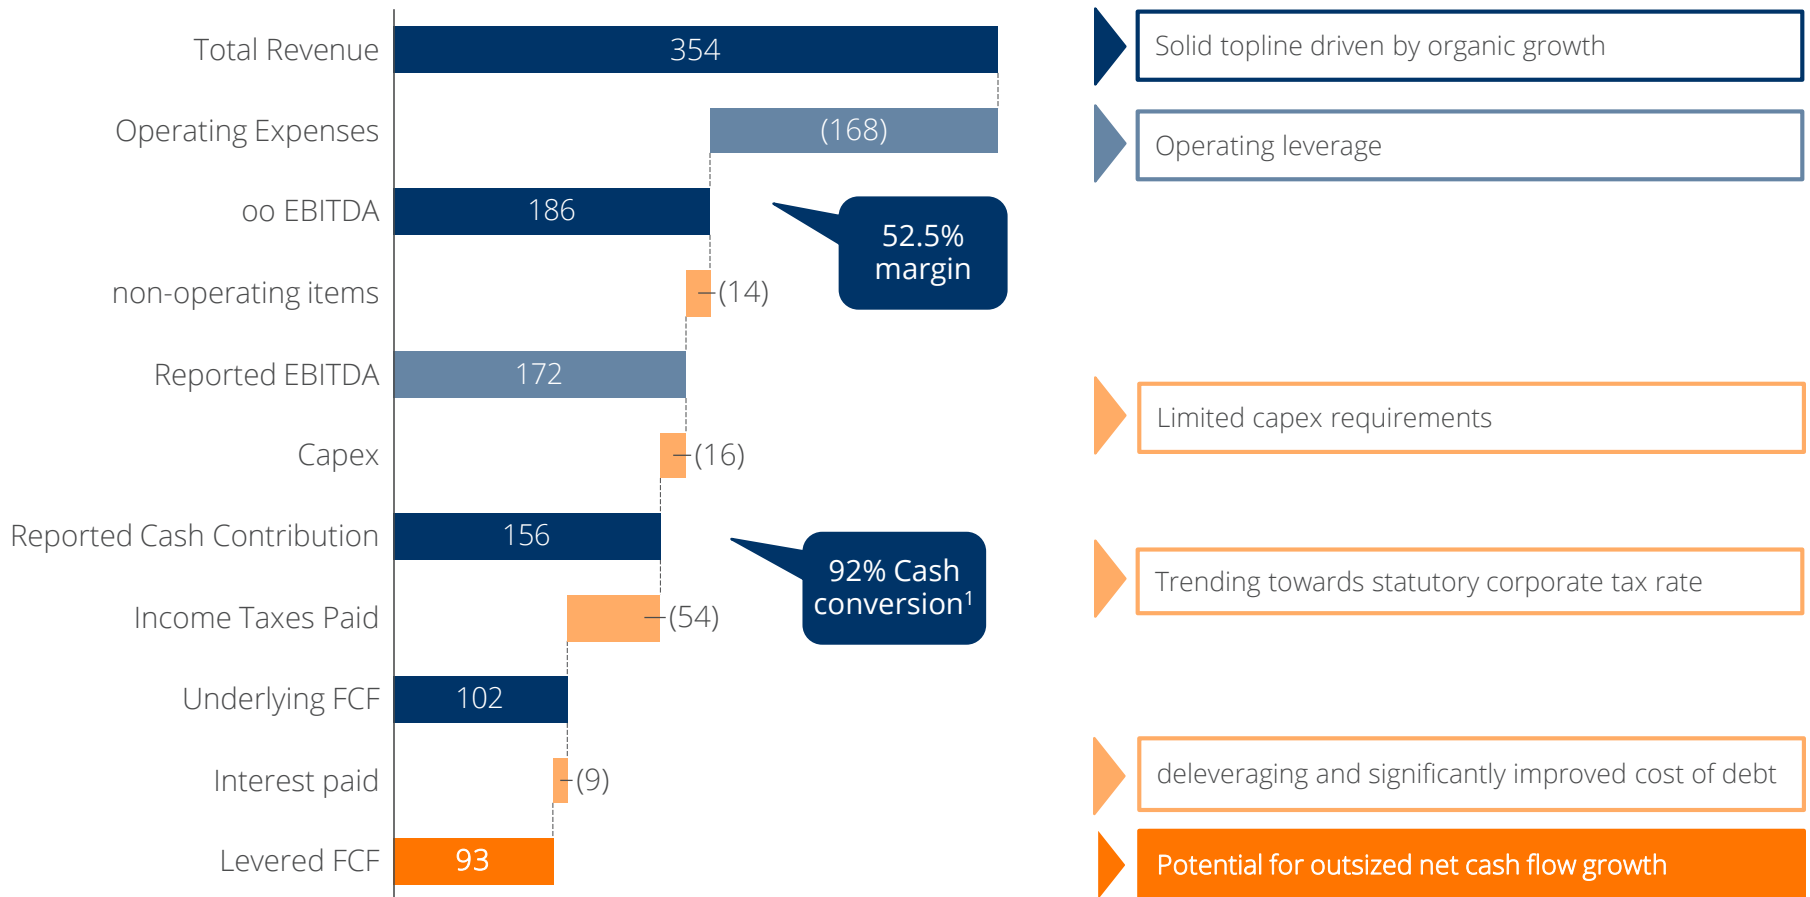 Total Revenue
354
Solid topline driven by organic growth
Operating Expenses
(168)
Operating leverage
oo EBITDA
186
52.5%
margin
non-operating items
(14)
Reported EBITDA
172
Limited capex requirements
Capex
(16)
Reported Cash Contribution
156
92% Cash
conversion¹
Trending towards statutory corporate tax rate
Income Taxes Paid
(54)
Underlying FCF
102
Interest paid
(9)
deleveraging and significantly improved cost of debt
Levered FCF
93
Potential for outsized net cash flow growth